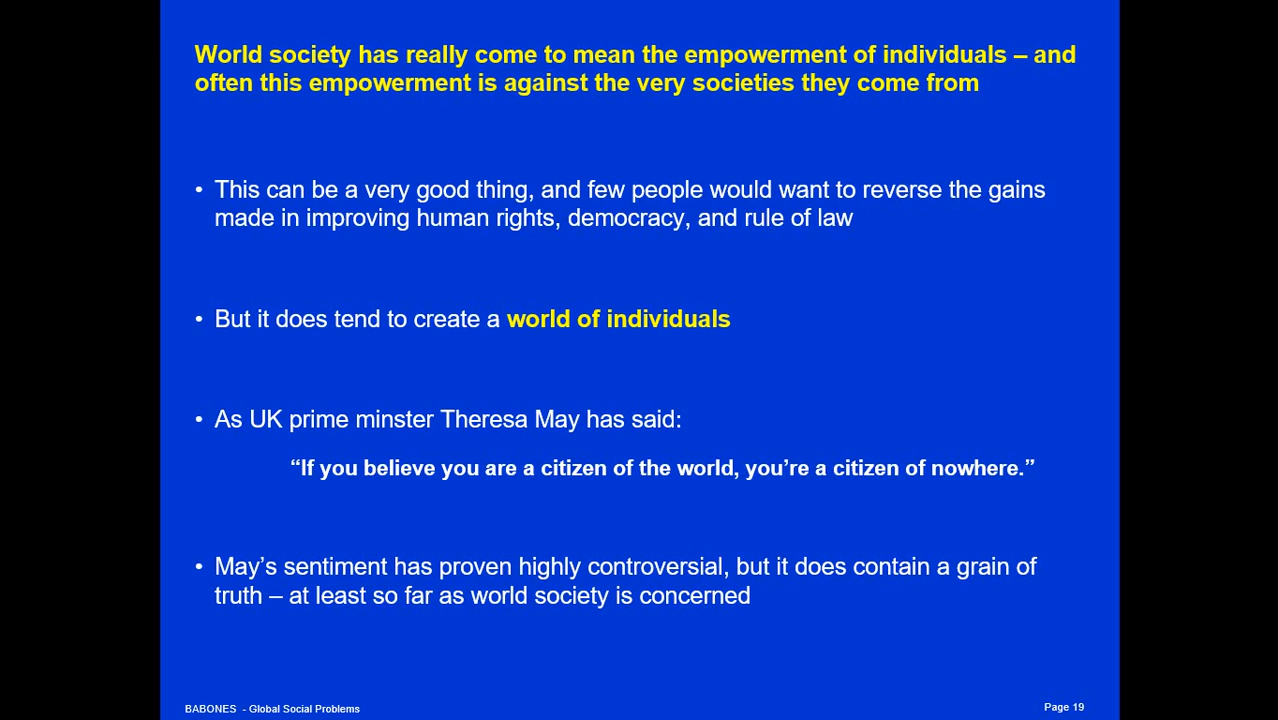 World society has really come to mean the empowerment of individuals – and
often this empowerment is against the very societies they come from
• This can be a very good thing, and few people would want to reverse the gains
made in improving human rights, democracy, and rule of law
• But it does tend to create a world of individuals
• As UK prime minster Theresa May has said:
“If you believe you are a citizen of the world, you’re a citizen of nowhere.”
• May’s sentiment has proven highly controversial, but it does contain a grain of
truth – at least so far as world society is concerned
BABONES - Global Social Problems
Page 19